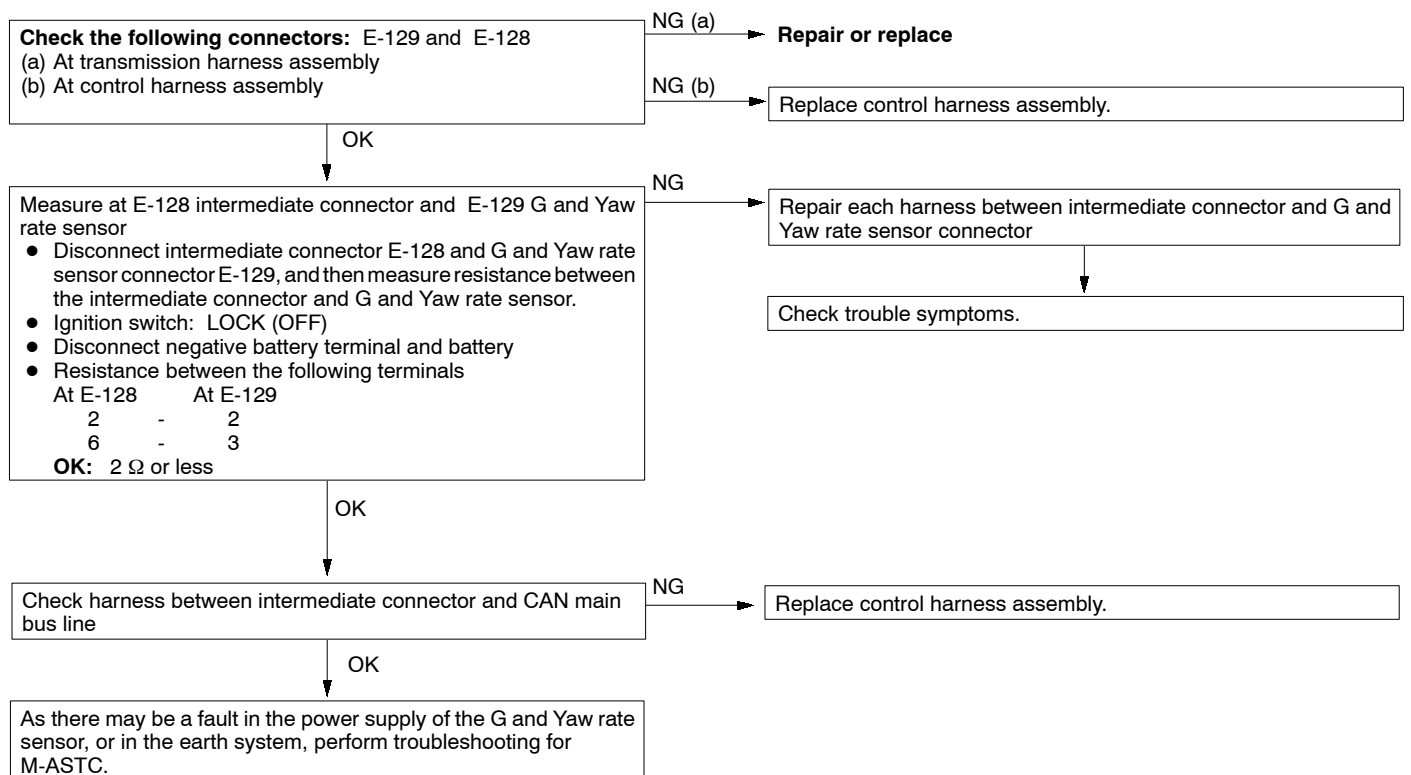 Check the following connectors: E-129 and E-128
(a) At transmission harness assembly
(b) At control harness assembly
NG (a)
Repair or replace
NG (b)
Replace control harness assembly.
OK
Measure at E-128 intermediate connector and E-129 G and Yaw
rate sensor
● Disconnect intermediate connector E-128 and G and Yaw rate
sensor connector E-129, and then measure resistance between
the intermediate connector and G and Yaw rate sensor.
● Ignition switch: LOCK (OFF)
● Disconnect negative battery terminal and battery
● Resistance between the following terminals
At E-128 At E-129
2 - 2
6 - 3
OK: 2 Ω or less
NG
Repair each harness between intermediate connector and G and
Yaw rate sensor connector
Check trouble symptoms.
OK
Check harness between intermediate connector and CAN main
bus line
NG
Replace control harness assembly.
OK
As there may be a fault in the power supply of the G and Yaw rate
sensor, or in the earth system, perform troubleshooting for
M-ASTC.